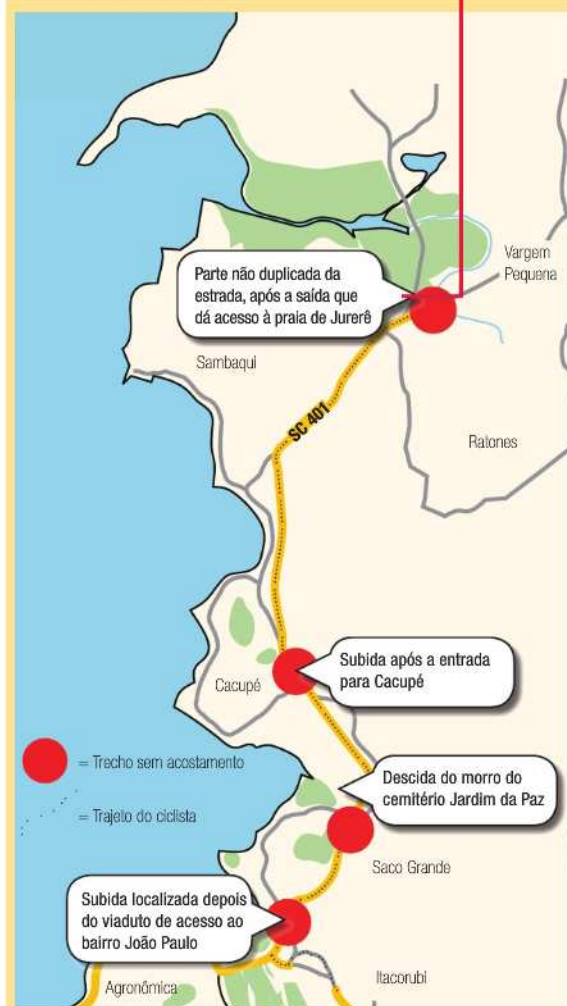 Vargem
Pequena
Parte não duplicada da
estrada, após a saída que
dá acesso à praia de Jurerê
Sambaqui
SC 401
Ratones
Subida após a entrada
para Cacupé
Cacupé
= Trecho sem acostamento
Descida do morro do
cemitério Jardim da Paz
= Trajeto do ciclista
Saco Grande
Subida localizada depois
do viaduto de acesso ao
bairro João Paulo
Agronômica
Itacorubi